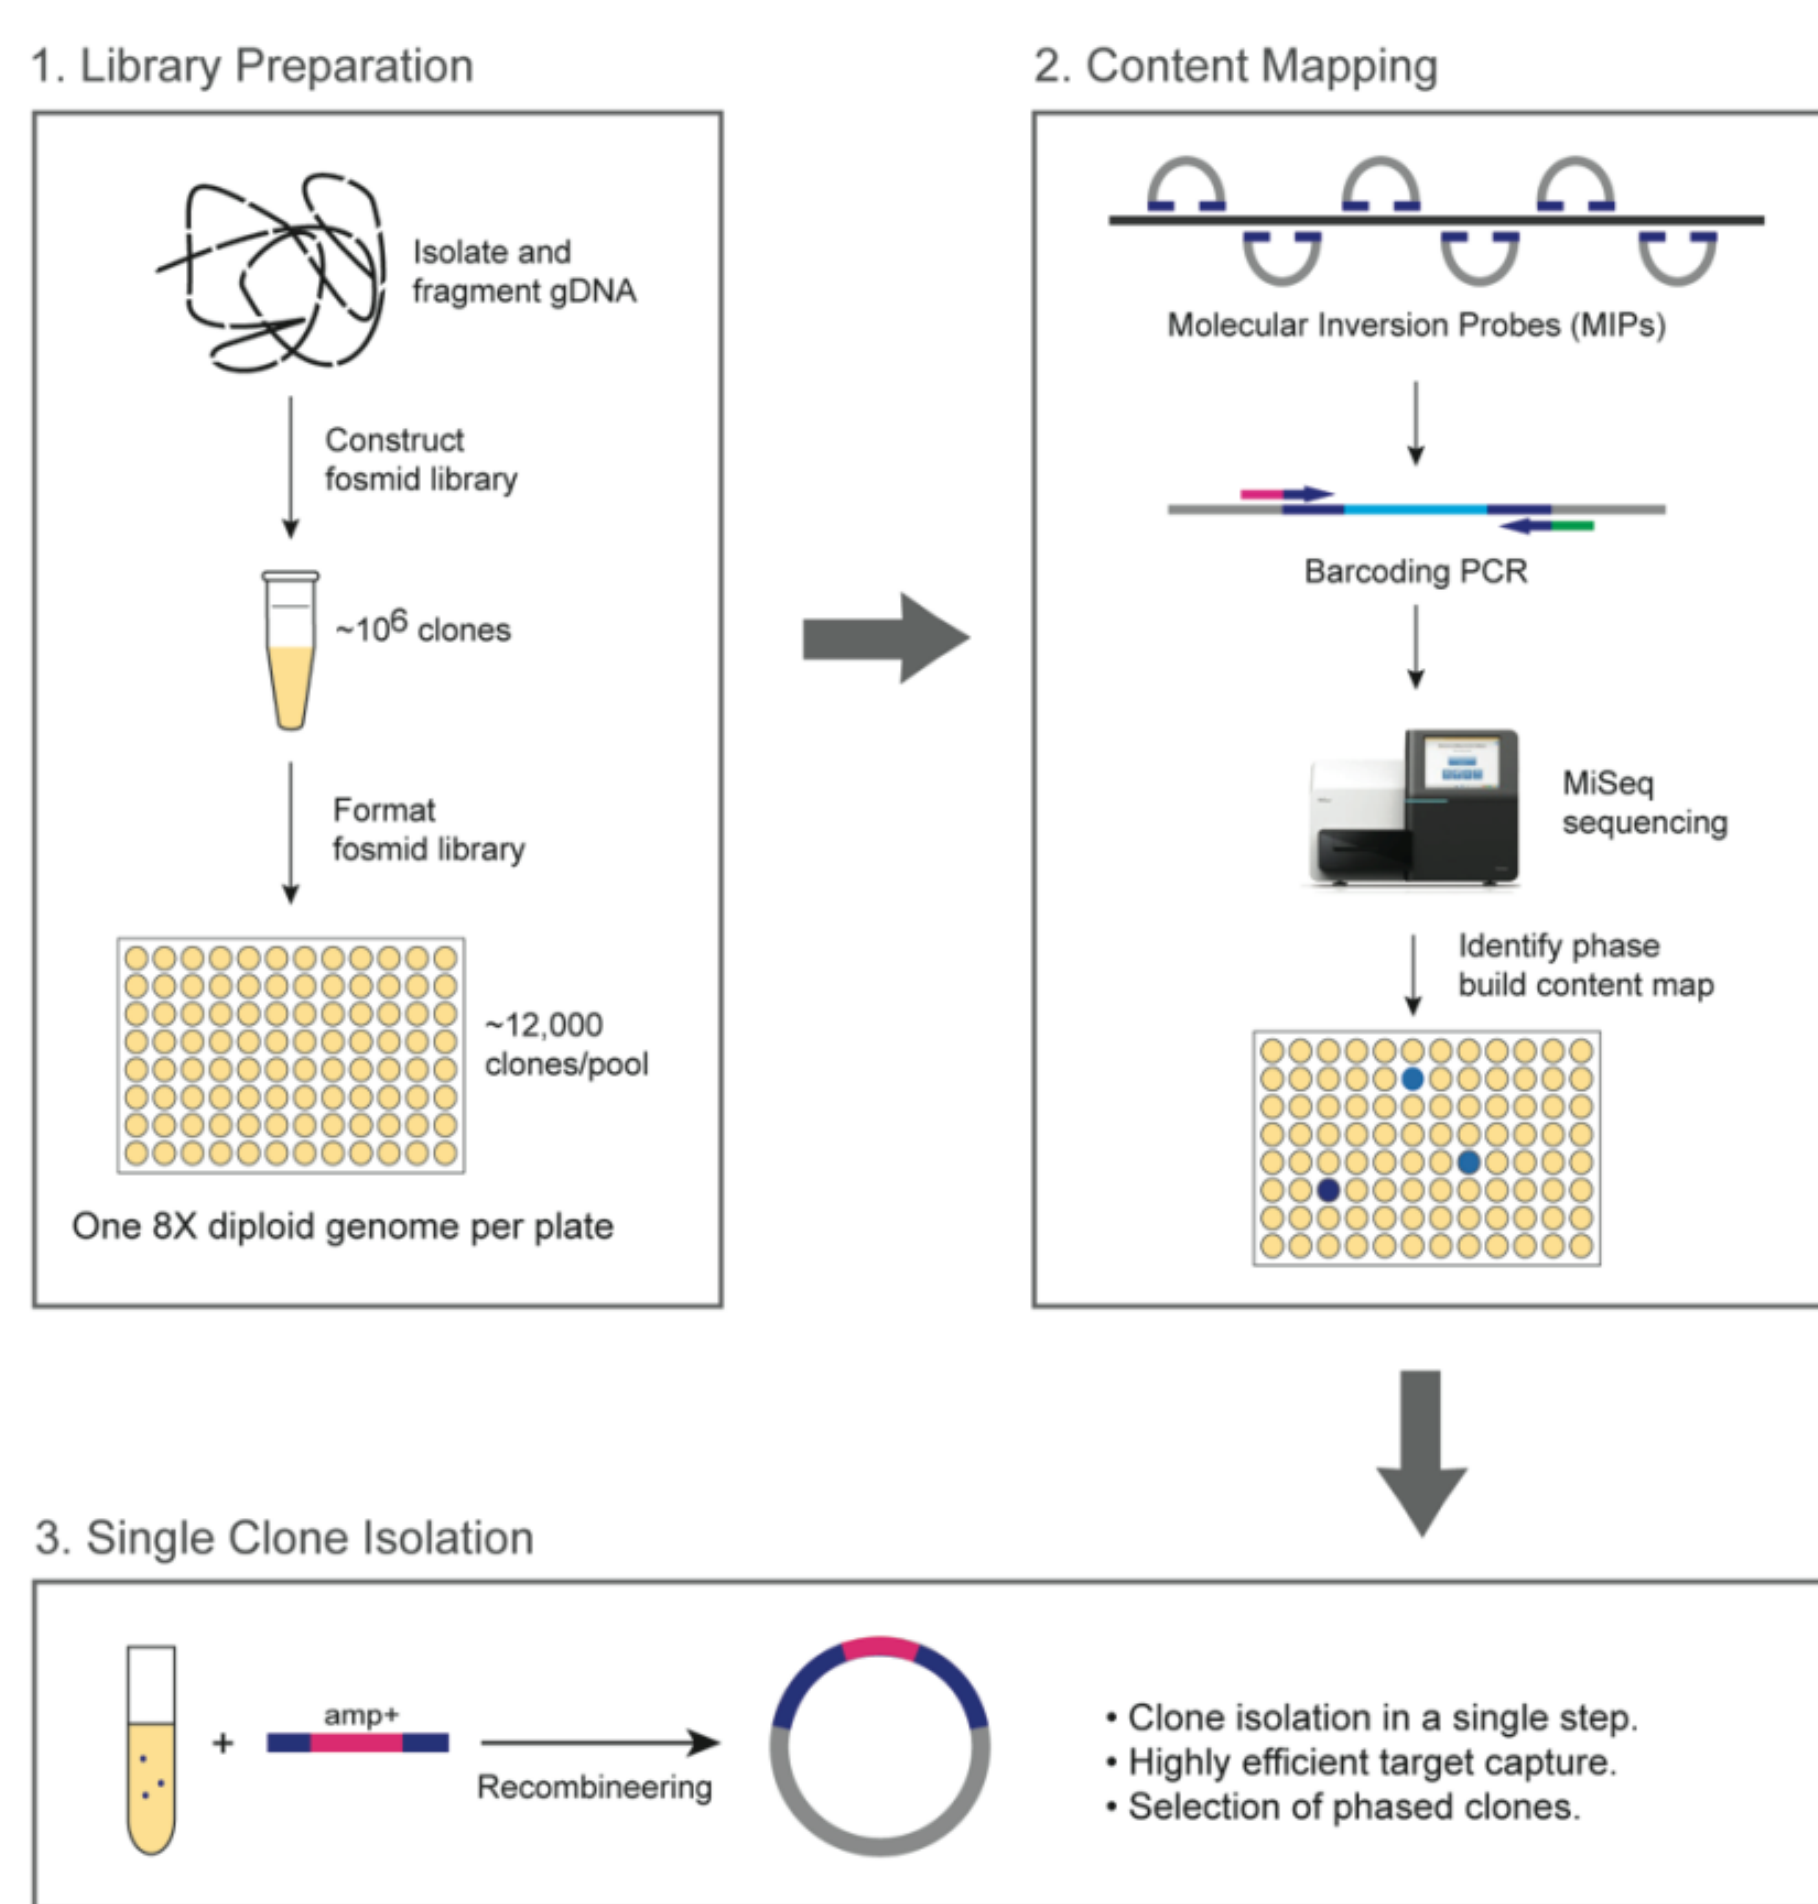 1. Library Preparation
Isolate and
fragment gDNA
Construct
fosmid library
~10⁶ clones
Format
fosmid library
~12,000
clones/pool
One 8X diploid genome per plate
2. Content Mapping
Molecular Inversion Probes (MIPs)
Barcoding PCR
MiSeq
sequencing
Identify phase
build content map
3. Single Clone Isolation
+
amp+
Recombineering
• Clone isolation in a single step.
• Highly efficient target capture.
• Selection of phased clones.